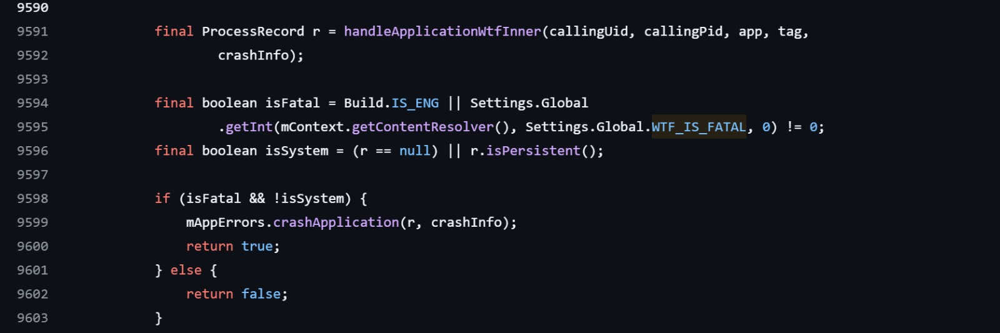 9590
9591 final ProcessRecord r = handleApplicationWtfInner(callingUid, callingPid, app, tag,
9592 crashInfo);
9593
9594 final boolean isFatal = Build.IS_ENG || Settings.Global
9595 .getInt(mContext.getContentResolver(), Settings.Global.WTF_IS_FATAL, 0) != 0;
9596 final boolean isSystem = (r == null) || r.isPersistent();
9597
9598 if (isFatal && !isSystem) {
9599 mAppErrors.crashApplication(r, crashInfo);
9600 return true;
9601 } else {
9602 return false;
9603 }